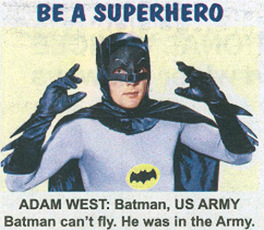 BE A SUPERHERO
ADAM WEST: Batman, US ARMY
Batman can't fly. He was in the Army.